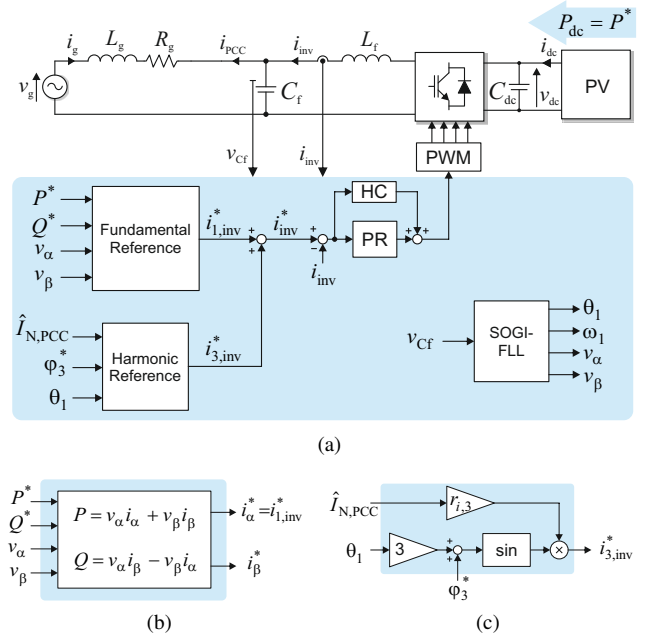 P_dc = P^*
i_g L_g R_g i_PCC i_inv L_f i_dc
v_g C_f C_dc v_dc PV
v_Cf i_inv PWM
P^* Q^* v_α v_β
Fundamental
Reference
i^*_1,inv + + i^*_inv + − i_inv
HC
PR + +
Î_N,PCC φ^*_3 θ_1
Harmonic
Reference
i^*_3,inv
v_Cf
SOGI-
FLL
θ_1
ω_1
v_α
v_β
(a)
P^* Q^* v_α v_β
P = v_α i_α + v_β i_β
Q = v_α i_β − v_β i_α
i^*_α = i^*_1,inv
i^*_β
(b)
Î_N,PCC r_i,3
θ_1 3 + + sin × i^*_3,inv
φ^*_3
(c)